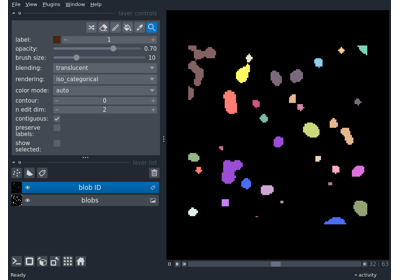 File View Plugins Window Help
layer controls
label: 1
opacity: 0.70
brush size: 10
blending: translucent
rendering: iso_categorical
color mode: auto
contour: 0
n edit dim: 2
contiguous:
preserve
labels:
show
selected:
layer list
blob ID
blobs
32 63
Ready
activity